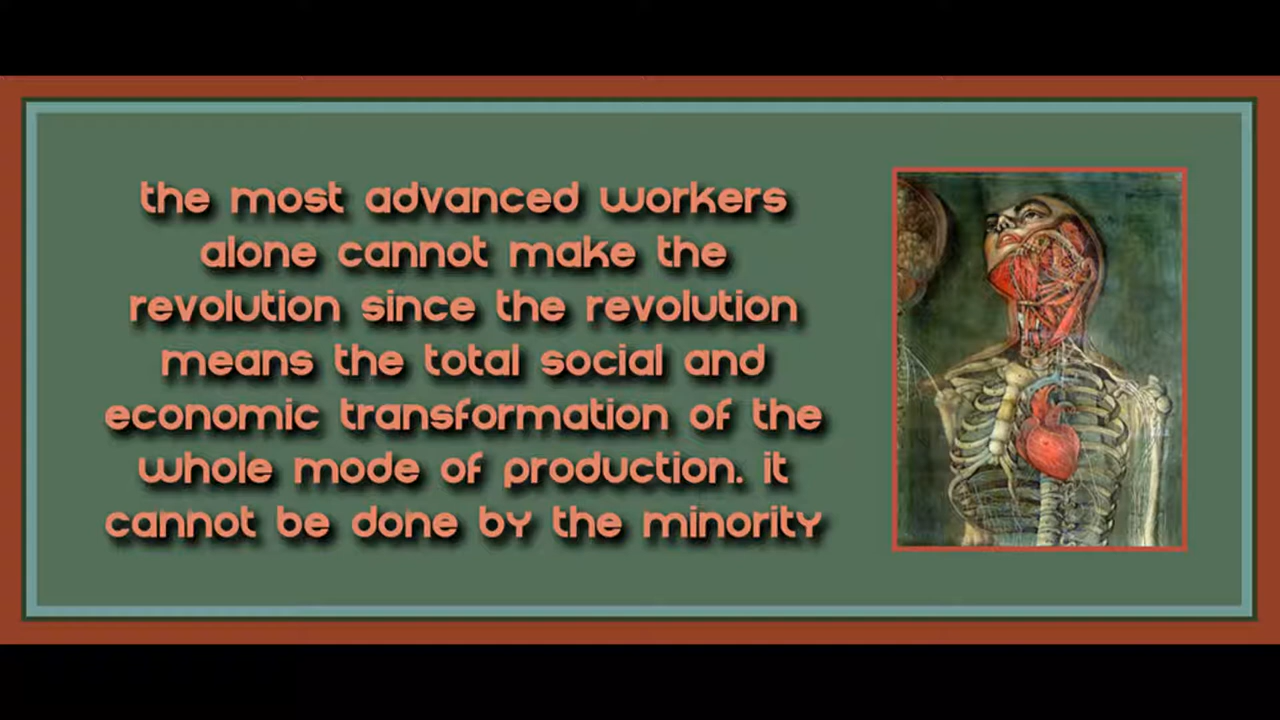 the most advanced workers
alone cannot make the
revolution since the revolution
means the total social and
economic transformation of the
whole mode of production. it
cannot be done by the minority